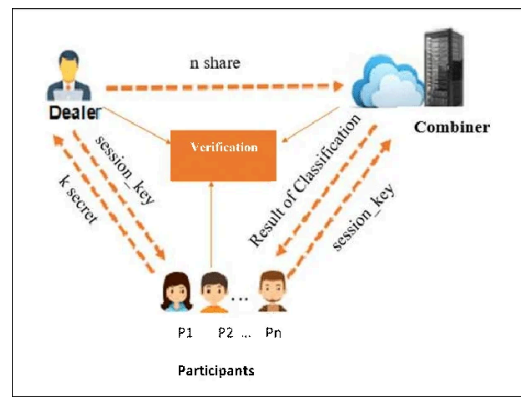 n share
Dealer
Combiner
Verification
session_key
k secret
Result of Classification
session_key
P1 P2 ... Pn
Participants